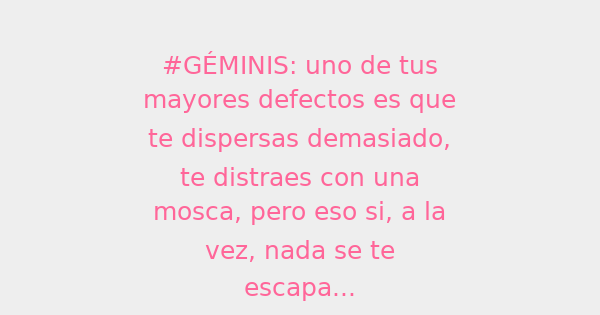 #GÉMINIS: uno de tus
mayores defectos es que
te dispersas demasiado,
te distraes con una
mosca, pero eso si, a la
vez, nada se te
escapa...